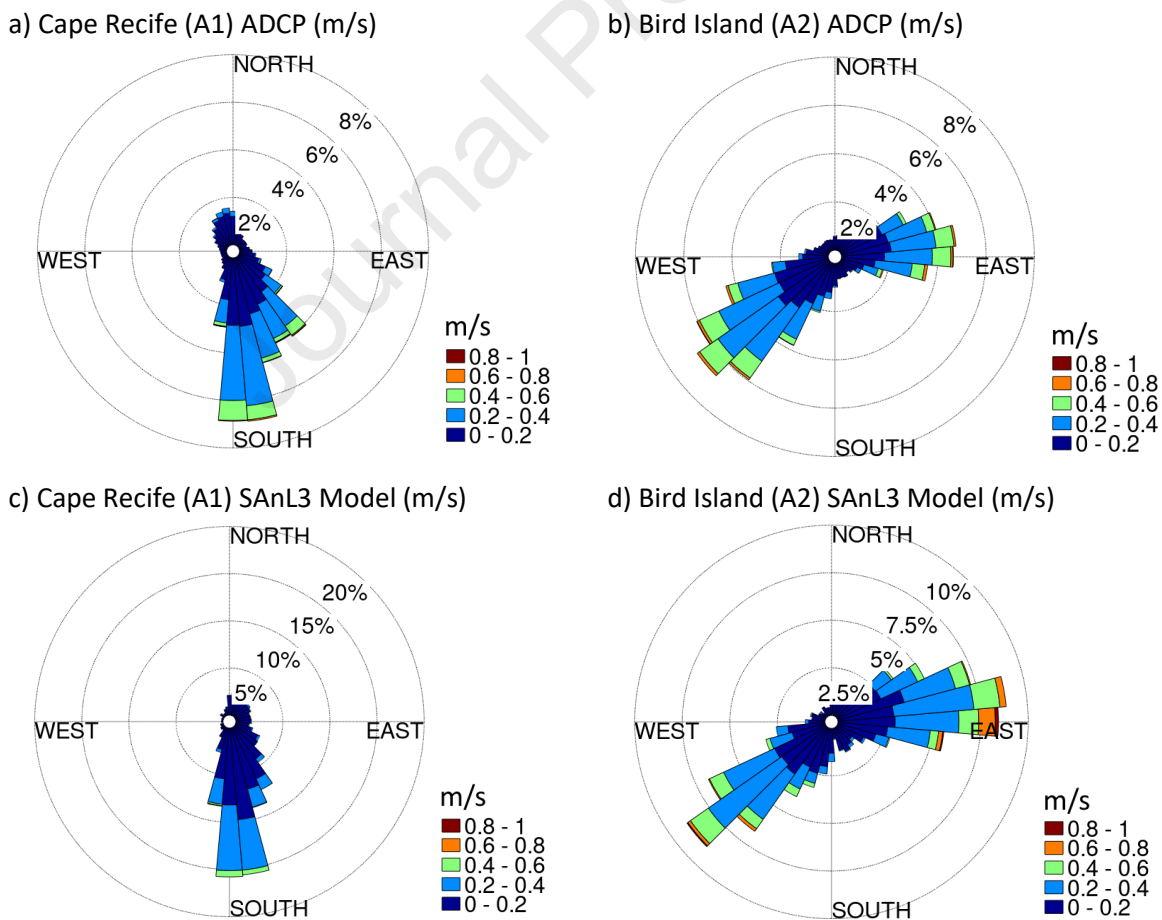 Journal Pr
a) Cape Recife (A1) ADCP (m/s)
NORTH
8%
6%
4%
2%
WEST
EAST
SOUTH
m/s
0.8 - 1
0.6 - 0.8
0.4 - 0.6
0.2 - 0.4
0 - 0.2
b) Bird Island (A2) ADCP (m/s)
NORTH
8%
6%
4%
2%
WEST
EAST
SOUTH
m/s
0.8 - 1
0.6 - 0.8
0.4 - 0.6
0.2 - 0.4
0 - 0.2
c) Cape Recife (A1) SAnL3 Model (m/s)
NORTH
20%
15%
10%
5%
WEST
EAST
SOUTH
m/s
0.8 - 1
0.6 - 0.8
0.4 - 0.6
0.2 - 0.4
0 - 0.2
d) Bird Island (A2) SAnL3 Model (m/s)
NORTH
10%
7.5%
5%
2.5%
WEST
EAST
SOUTH
m/s
0.8 - 1
0.6 - 0.8
0.4 - 0.6
0.2 - 0.4
0 - 0.2